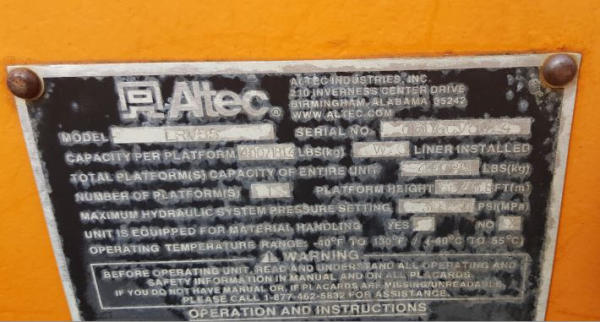 Altec®
ALTEC INDUSTRIES, INC.
210 INVERNESS CENTER DRIVE
BIRMINGHAM, ALABAMA 35242
WWW.ALTEC.COM
MODEL SERIAL NO.
CAPACITY PER PLATFORM LBS(kg) LINER INSTALLED
TOTAL PLATFORM(S) CAPACITY OF ENTIRE UNIT LBS(kg)
NUMBER OF PLATFORM(S) 1 PLATFORM HEIGHT FT(m)
MAXIMUM HYDRAULIC SYSTEM PRESSURE SETTING PSI(MPA)
UNIT IS EQUIPPED FOR MATERIAL HANDLING YES NO
OPERATING TEMPERATURE RANGE: -40°F TO 130°F / (-40°C TO 55°C)
WARNING
BEFORE OPERATING UNIT, READ AND UNDERSTAND ALL OPERATING AND
SAFETY INFORMATION IN MANUAL AND ON ALL PLACARDS.
IF YOU DO NOT HAVE MANUAL OR, IF PLACARDS ARE MISSING/UNREADABLE,
PLEASE CALL 1-877-462-5832 FOR ASSISTANCE.
OPERATION AND INSTRUCTIONS